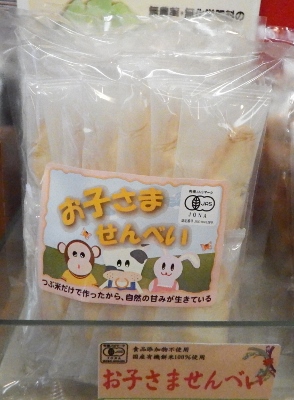 お子さま
せんべい
JAS
JONA
つぶ米だけで作ったから、自然の甘みが生きている
JAS
食品添加物不使用
国産有機新米100%使用
お子さませんべい